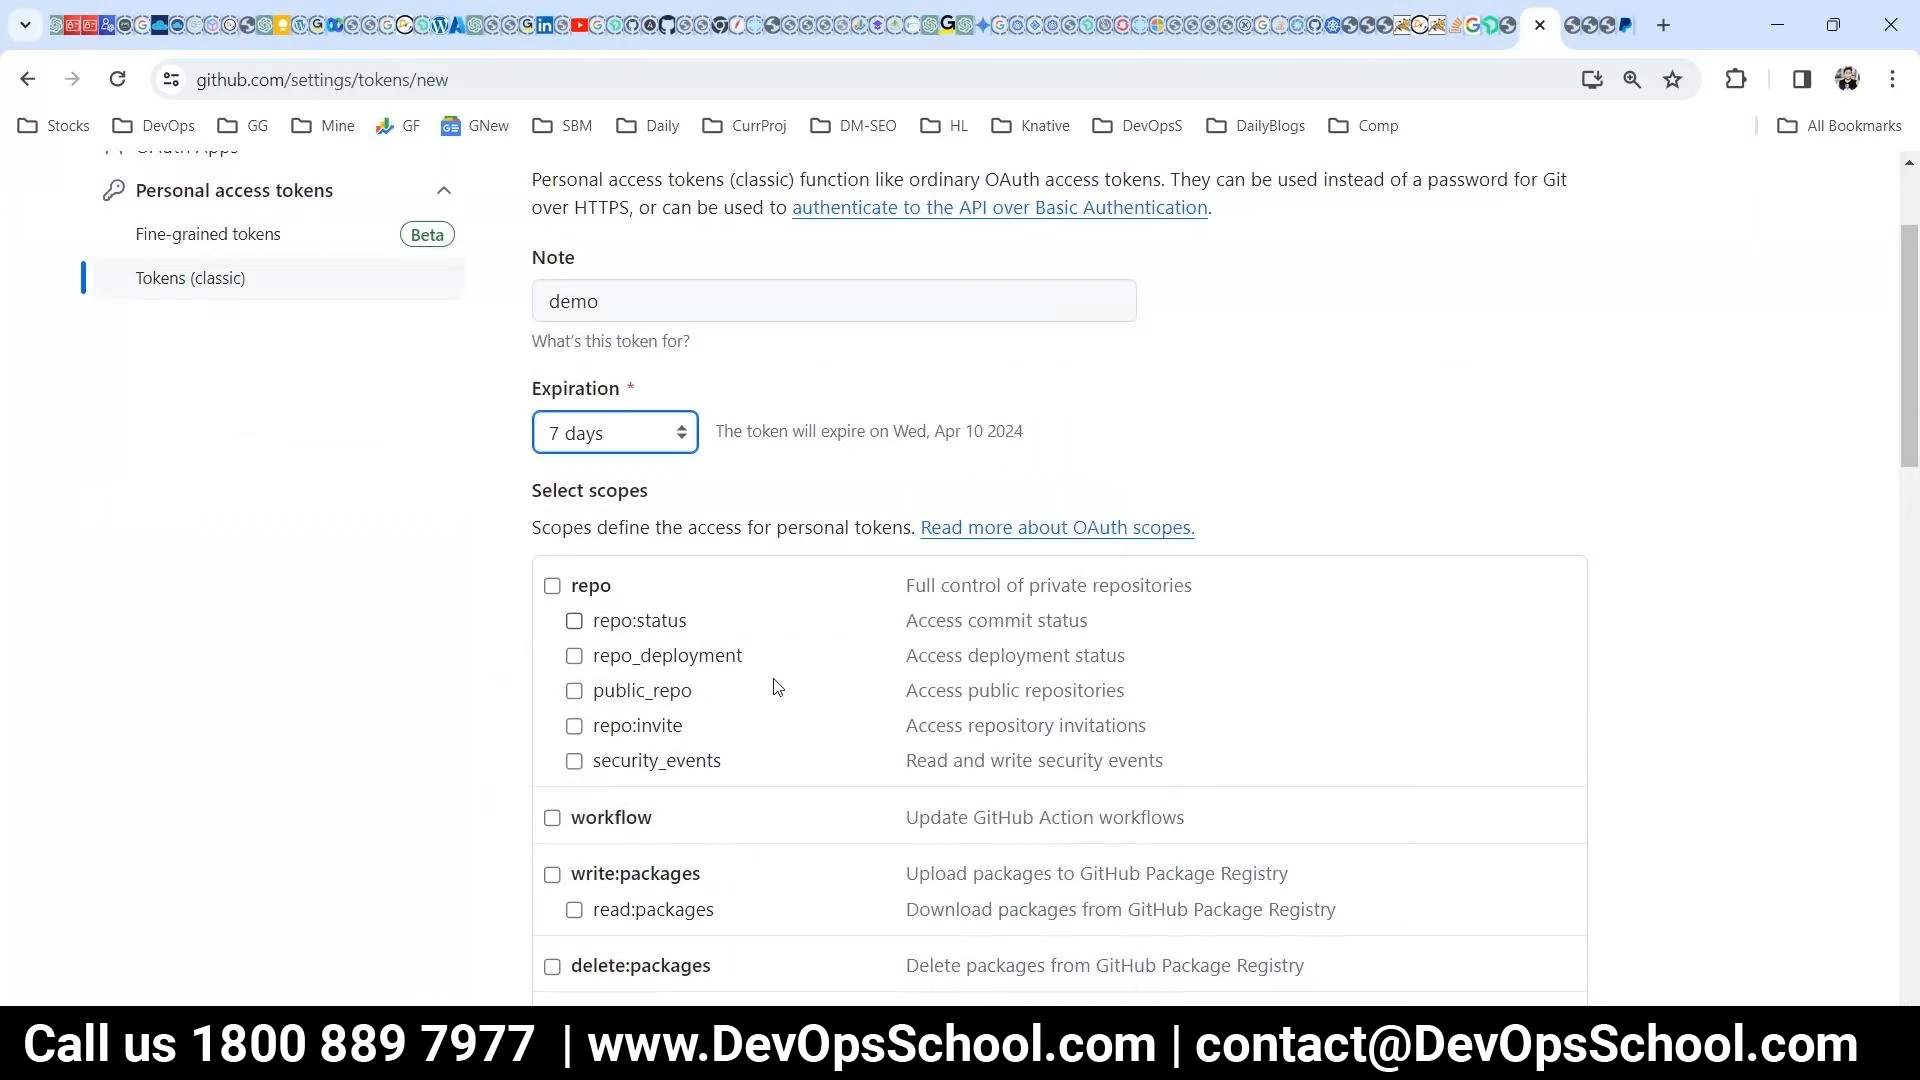 github.com/settings/tokens/new
Stocks DevOps GG Mine GF GNew SBM Daily CurrProj DM-SEO HL Knative DevOpsS DailyBlogs Comp All Bookmarks
OAuth Apps
Personal access tokens
Fine-grained tokens Beta
Tokens (classic)
Personal access tokens (classic) function like ordinary OAuth access tokens. They can be used instead of a password for Git
over HTTPS, or can be used to authenticate to the API over Basic Authentication.
Note
demo
What's this token for?
Expiration *
7 days The token will expire on Wed, Apr 10 2024
Select scopes
Scopes define the access for personal tokens. Read more about OAuth scopes.
repo Full control of private repositories
repo:status Access commit status
repo_deployment Access deployment status
public_repo Access public repositories
repo:invite Access repository invitations
security_events Read and write security events
workflow Update GitHub Action workflows
write:packages Upload packages to GitHub Package Registry
read:packages Download packages from GitHub Package Registry
delete:packages Delete packages from GitHub Package Registry
Call us 1800 889 7977 | www.DevOpsSchool.com | contact@DevOpsSchool.com